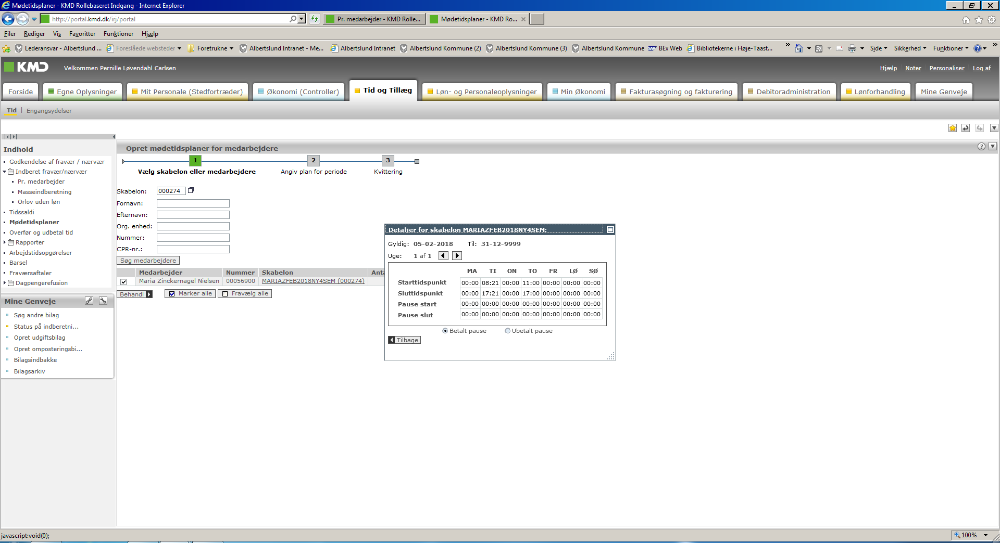 Mødetidsplaner - KMD Rollebaseret Indgang - Internet Explorer
http://portal.kmd.dk/irj/portal
Pr. medarbejder - KMD Rolle...
Mødetidsplaner - KMD Ro...
Filer Rediger Vis Favoritter Funktioner Hjælp
Lederansvar - Albertslund ... Foreslåede websteder Foretrukne Albertslund Intranet - Me... Albertslund Intranet Albertslund Kommune (2) Albertslund Kommune (3) Albertslund Kommune BEx Web Bibliotekerne i Høje-Taast... » Side Sikkerhed Funktioner »
KMD Velkommen Pernille Løvendahl Carlsen
Hjælp Noter Personaliser Log af
Forside Egne Oplysninger Mit Personale (Stedfortræder) Økonomi (Controller) Tid og Tillæg Løn- og Personaleoplysninger Min Økonomi Fakturasøgning og fakturering Debitoradministration Lønforhandling Mine Genveje
Tid | Engangsydelser
Indhold
Godkendelse af fravær / nærvær
Indberet fravær/nærvær
Pr. medarbejder
Masseindberetning
Orlov uden løn
Tidssaldi
Mødetidsplaner
Overfør og udbetal tid
Rapporter
Arbejdstidsopgørelser
Barsel
Fraværsaftaler
Dagpengerefusion
Mine Genveje
Søg andre bilag
Status på indberetni...
Opret udgiftsbilag
Opret omposteringsbi...
Bilagsindbakke
Bilagsarkiv
Opret mødetidsplaner for medarbejdere
1 2 3
Vælg skabelon eller medarbejdere Angiv plan for periode Kvittering
Skabelon: 000274
Fornavn:
Efternavn:
Org. enhed:
Nummer:
CPR-nr.:
Søg medarbejdere
Medarbejder Nummer Skabelon Anta
Maria Zinckernagel Nielsen 00056900 MARIAZFEB2018NY4SEM (000274)
Behandl Marker alle Fravælg alle
Detaljer for skabelon MARIAZFEB2018NY4SEM:
Gyldig: 05-02-2018 Til: 31-12-9999
Uge: 1 af 1
MA TI ON TO FR LØ SØ
Starttidspunkt 00:00 08:21 00:00 11:00 00:00 00:00 00:00
Sluttidspunkt 00:00 17:21 00:00 17:00 00:00 00:00 00:00
Pause start 00:00 00:00 00:00 00:00 00:00 00:00 00:00
Pause slut 00:00 00:00 00:00 00:00 00:00 00:00 00:00
Betalt pause Ubetalt pause
Tilbage
javascript:void(0);
100%